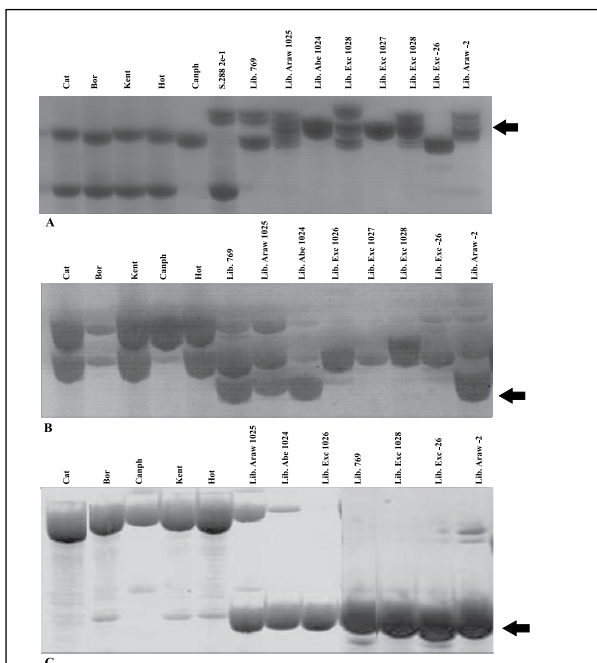 Cat Bor Kent Hot Canph S.288 2c-1 Lib. 769 Lib. Araw 1025 Lib. Abe 1024 Lib. Exc 1028 Lib. Exc 1027 Lib. Exc 1028 Lib. Exc -26 Lib. Araw -2
A
Cat Bor Kent Canph Hot Lib. 769 Lib. Araw 1025 Lib. Abe 1024 Lib. Exc 1026 Lib. Exc 1027 Lib. Exc 1028 Lib. Exc -26 Lib. Araw -2
B
Cat Bor Canph Kent Hot Lib. Araw 1025 Lib. Abe 1024 Lib. Exc 1026 Lib. 769 Lib. Exc 1028 Lib. Exc -26 Lib. Araw -2
C